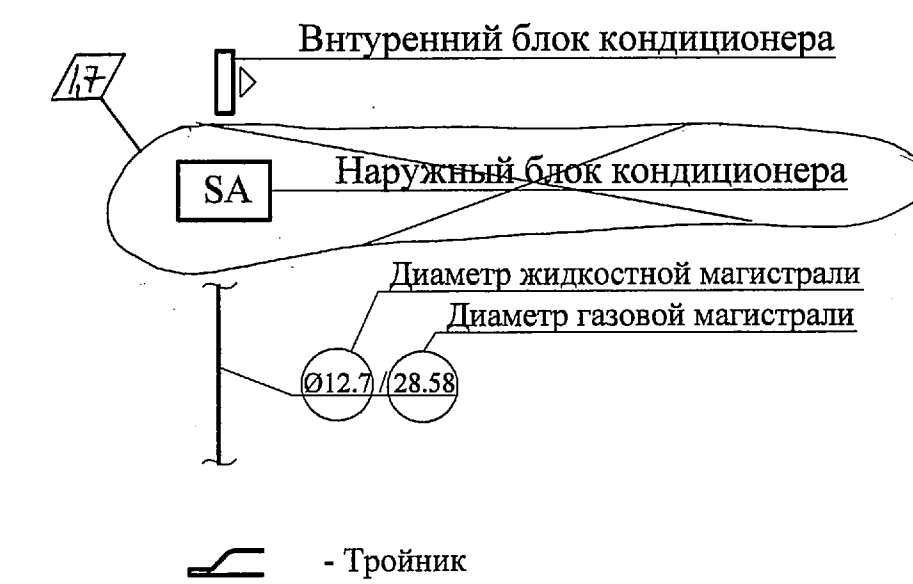 Внтуренний блок кондиционера
1,7
SA
Наружный блок кондиционера
Диаметр жидкостной магистрали
Диаметр газовой магистрали
Ø12.7 / 28.58
- Тройник